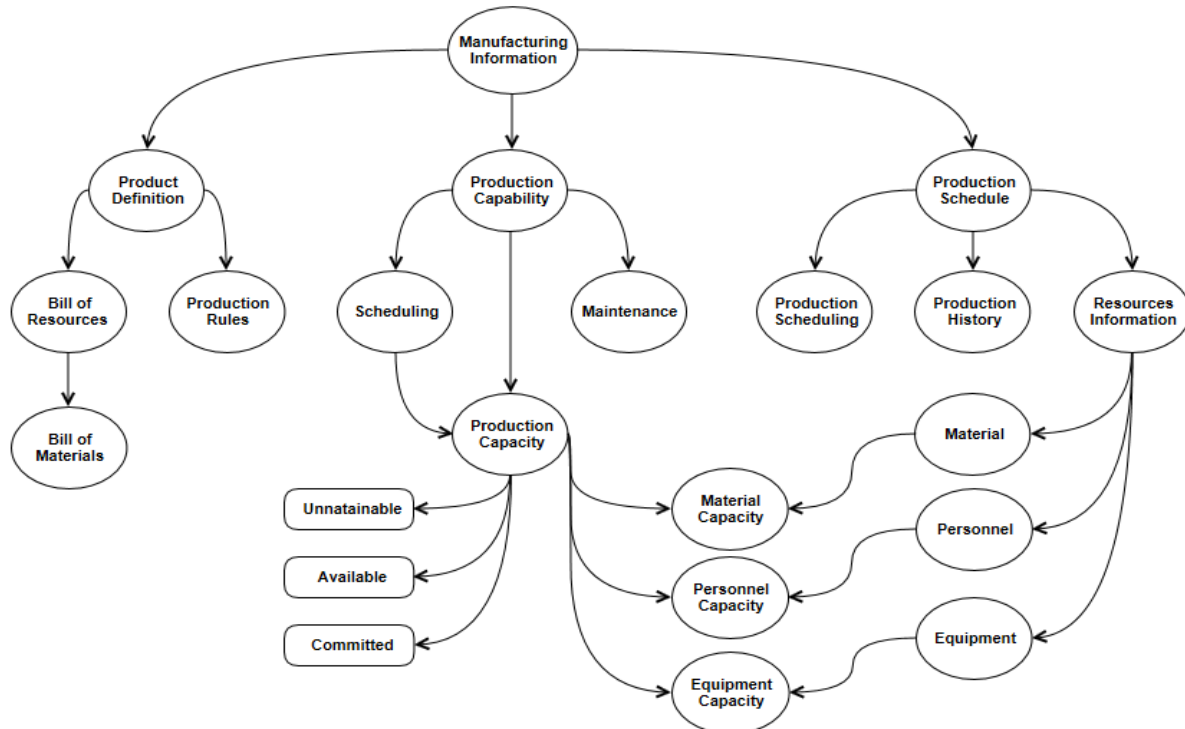 Manufacturing
Information
Product
Definition
Production
Capability
Production
Schedule
Bill of
Resources
Production
Rules
Scheduling
Maintenance
Production
Scheduling
Production
History
Resources
Information
Bill of
Materials
Production
Capacity
Material
Unnatainable
Material
Capacity
Personnel
Available
Personnel
Capacity
Committed
Equipment
Equipment
Capacity